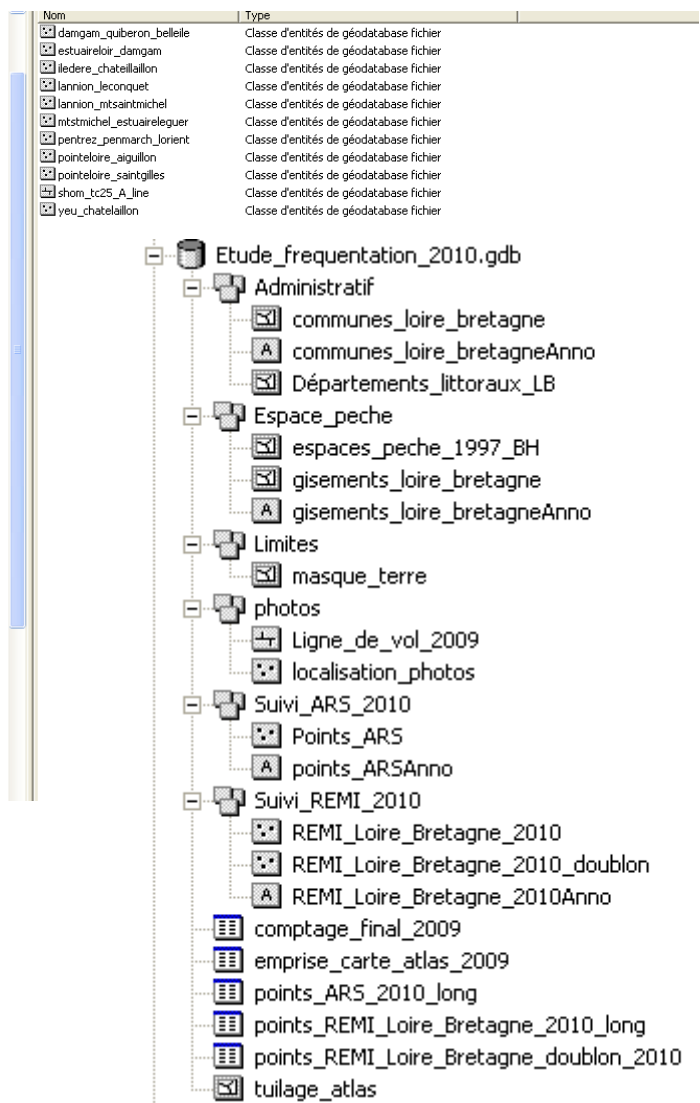 Nom Type
damgam_quiberon_belleile Classe d'entités de géodatabase fichier
estuaireloir_damgam Classe d'entités de géodatabase fichier
iledere_chateillaillon Classe d'entités de géodatabase fichier
lannion_leconquet Classe d'entités de géodatabase fichier
lannion_mtsaintmichel Classe d'entités de géodatabase fichier
mtstmichel_estuaireleguer Classe d'entités de géodatabase fichier
pentrez_penmarch_lorient Classe d'entités de géodatabase fichier
pointeloire_aiguillon Classe d'entités de géodatabase fichier
pointeloire_saintgilles Classe d'entités de géodatabase fichier
shom_tc25_A_line Classe d'entités de géodatabase fichier
yeu_chatelaillon Classe d'entités de géodatabase fichier
Etude_frequentation_2010.gdb
Administratif
communes_loire_bretagne
A communes_loire_bretagneAnno
Départements_littoraux_LB
Espace_peche
espaces_peche_1997_BH
gisements_loire_bretagne
A gisements_loire_bretagneAnno
Limites
masque_terre
photos
Ligne_de_vol_2009
localisation_photos
Suivi_ARS_2010
Points_ARS
A points_ARSAnno
Suivi_REMI_2010
REMI_Loire_Bretagne_2010
REMI_Loire_Bretagne_2010_doublon
A REMI_Loire_Bretagne_2010Anno
comptage_final_2009
emprise_carte_atlas_2009
points_ARS_2010_long
points_REMI_Loire_Bretagne_2010_long
points_REMI_Loire_Bretagne_doublon_2010
tuilage_atlas